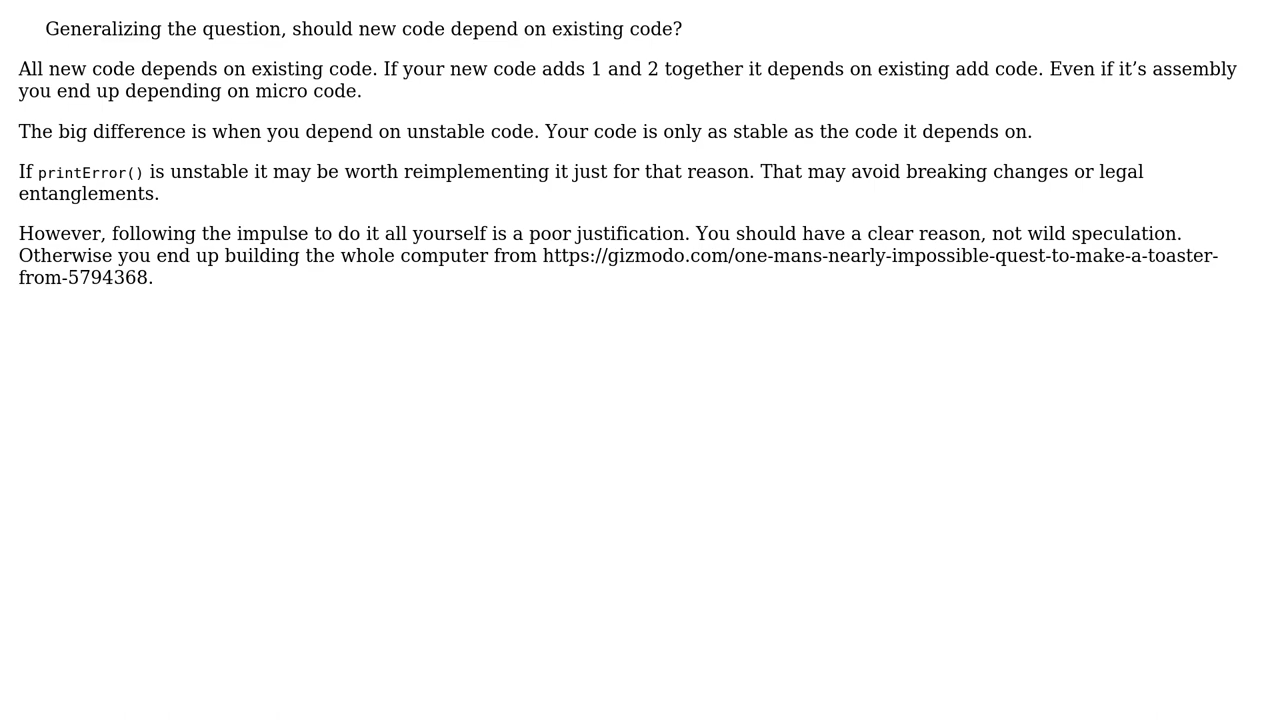 Generalizing the question, should new code depend on existing code?
All new code depends on existing code. If your new code adds 1 and 2 together it depends on existing add code. Even if it’s assembly
you end up depending on micro code.
The big difference is when you depend on unstable code. Your code is only as stable as the code it depends on.
If printError() is unstable it may be worth reimplementing it just for that reason. That may avoid breaking changes or legal
entanglements.
However, following the impulse to do it all yourself is a poor justification. You should have a clear reason, not wild speculation.
Otherwise you end up building the whole computer from https://gizmodo.com/one-mans-nearly-impossible-quest-to-make-a-toaster-
from-5794368.